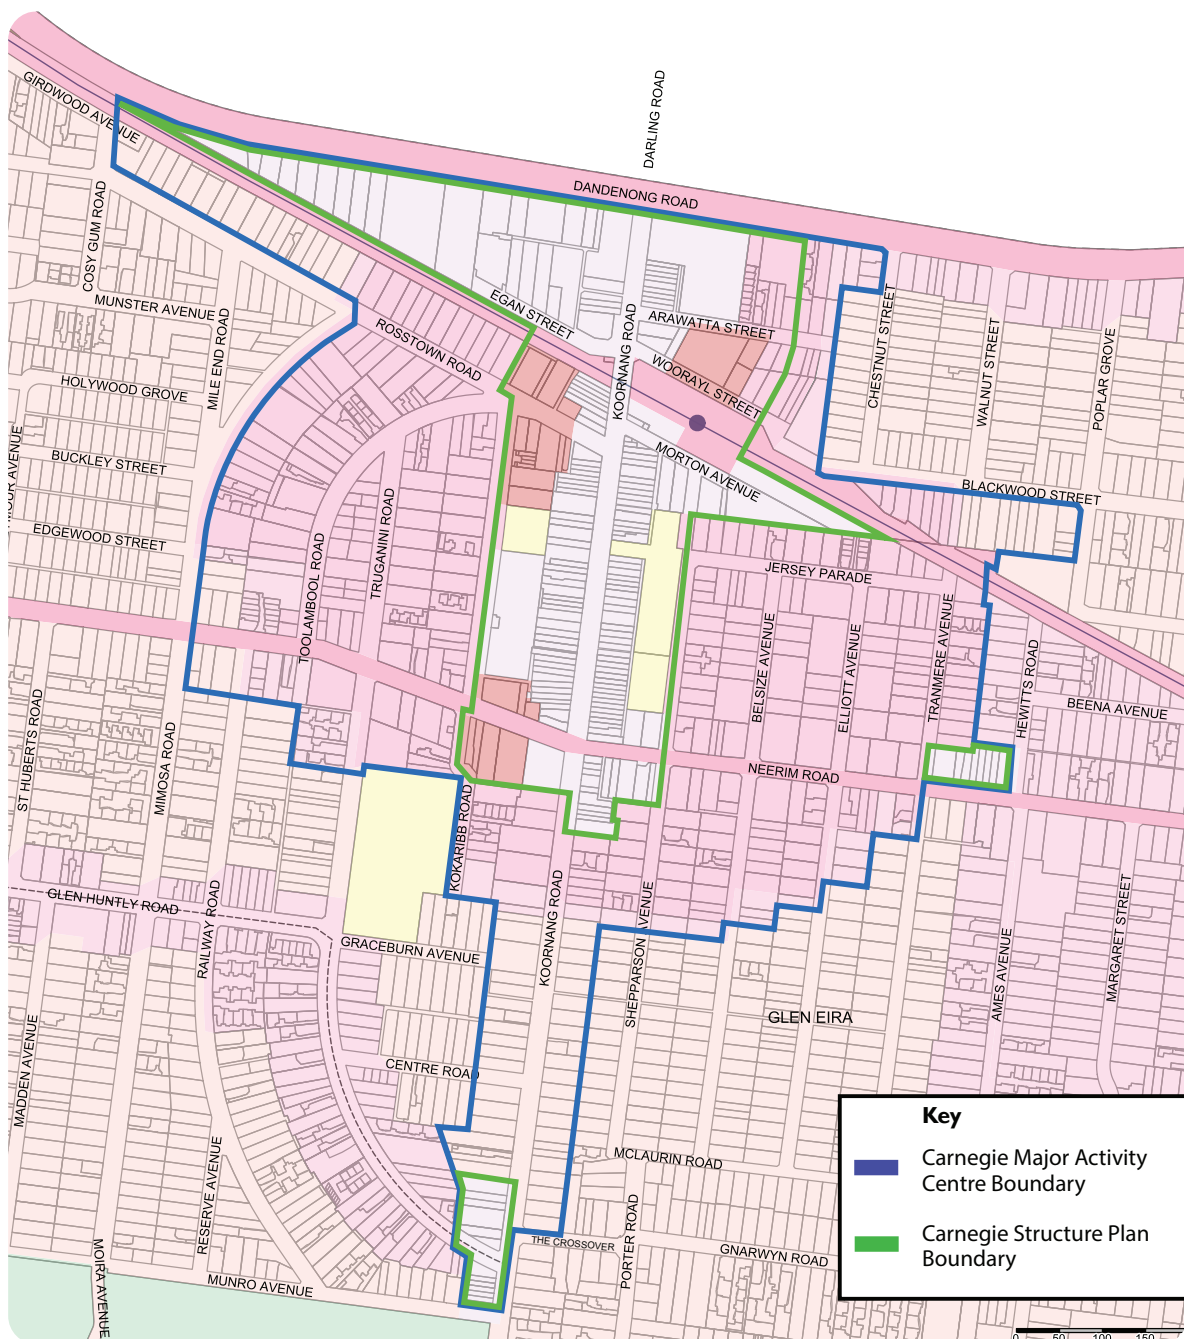 DARLING ROAD
GIRDWOOD AVENUE
DANDENONG ROAD
COSY GUM ROAD
MUNSTER AVENUE
EGAN STREET
ARAWATTA STREET
CHESTNUT STREET
WALNUT STREET
POPLAR GROVE
ROSSTOWN ROAD
KOORNANG ROAD
WOORAYL STREET
MILE END ROAD
HOLYWOOD GROVE
MORTON AVENUE
BUCKLEY STREET
BLACKWOOD STREET
AVENUE
EDGEWOOD STREET
TRUGANINI ROAD
TOOLAMBOOL ROAD
JERSEY PARADE
BELSIZE AVENUE
ELLIOTT AVENUE
TRANMERE AVENUE
HEWITTS ROAD
BEENA AVENUE
ST HUBERTS ROAD
MIMOSA ROAD
NEERIM ROAD
KOKARIBB ROAD
GLEN HUNTLY ROAD
RAILWAY ROAD
GRACEBURN AVENUE
KOORNANG ROAD
SHEPPARSON AVENUE
AMES AVENUE
MARGARET STREET
GLEN EIRA
MADDEN AVENUE
CENTRE ROAD
RESERVE AVENUE
MCLAURIN ROAD
PORTER ROAD
THE CROSSOVER
GNARWYN ROAD
MOIRA AVENUE
MUNRO AVENUE
Key
Carnegie Major Activity
Centre Boundary
Carnegie Structure Plan
Boundary
0 50 100 150